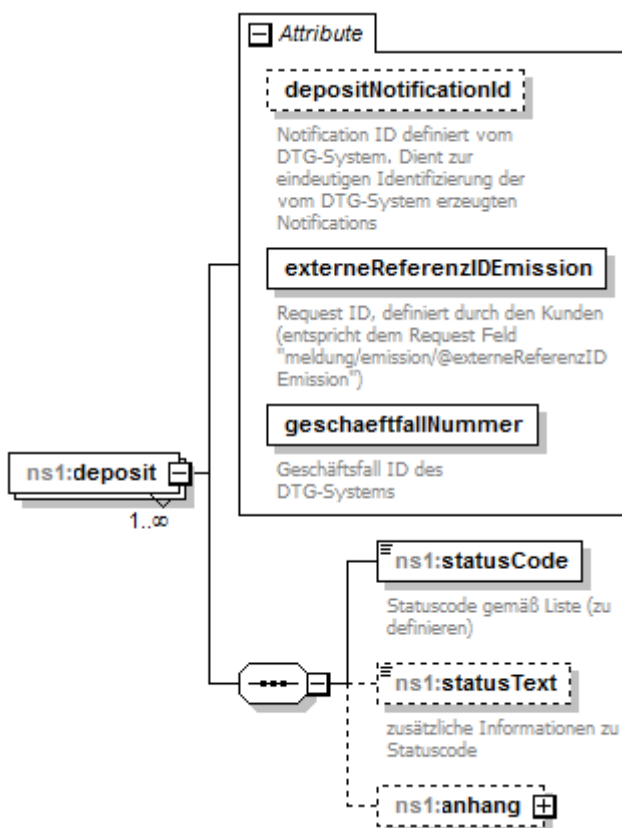 Attribute
depositNotificationId
Notification ID definiert vom
DTG-System. Dient zur
eindeutigen Identifizierung der
vom DTG-System erzeugten
Notifications
externeReferenzIDEmission
Request ID, definiert durch den Kunden
(entspricht dem Request Feld
"meldung/emission/@externeReferenzID
Emission")
geschaeftfallNummer
Geschäftsfall ID des
DTG-Systems
ns1:deposit
1..∞
ns1:statusCode
Statuscode gemäß Liste (zu
definieren)
ns1:statusText
zusätzliche Informationen zu
Statuscode
ns1:anhang